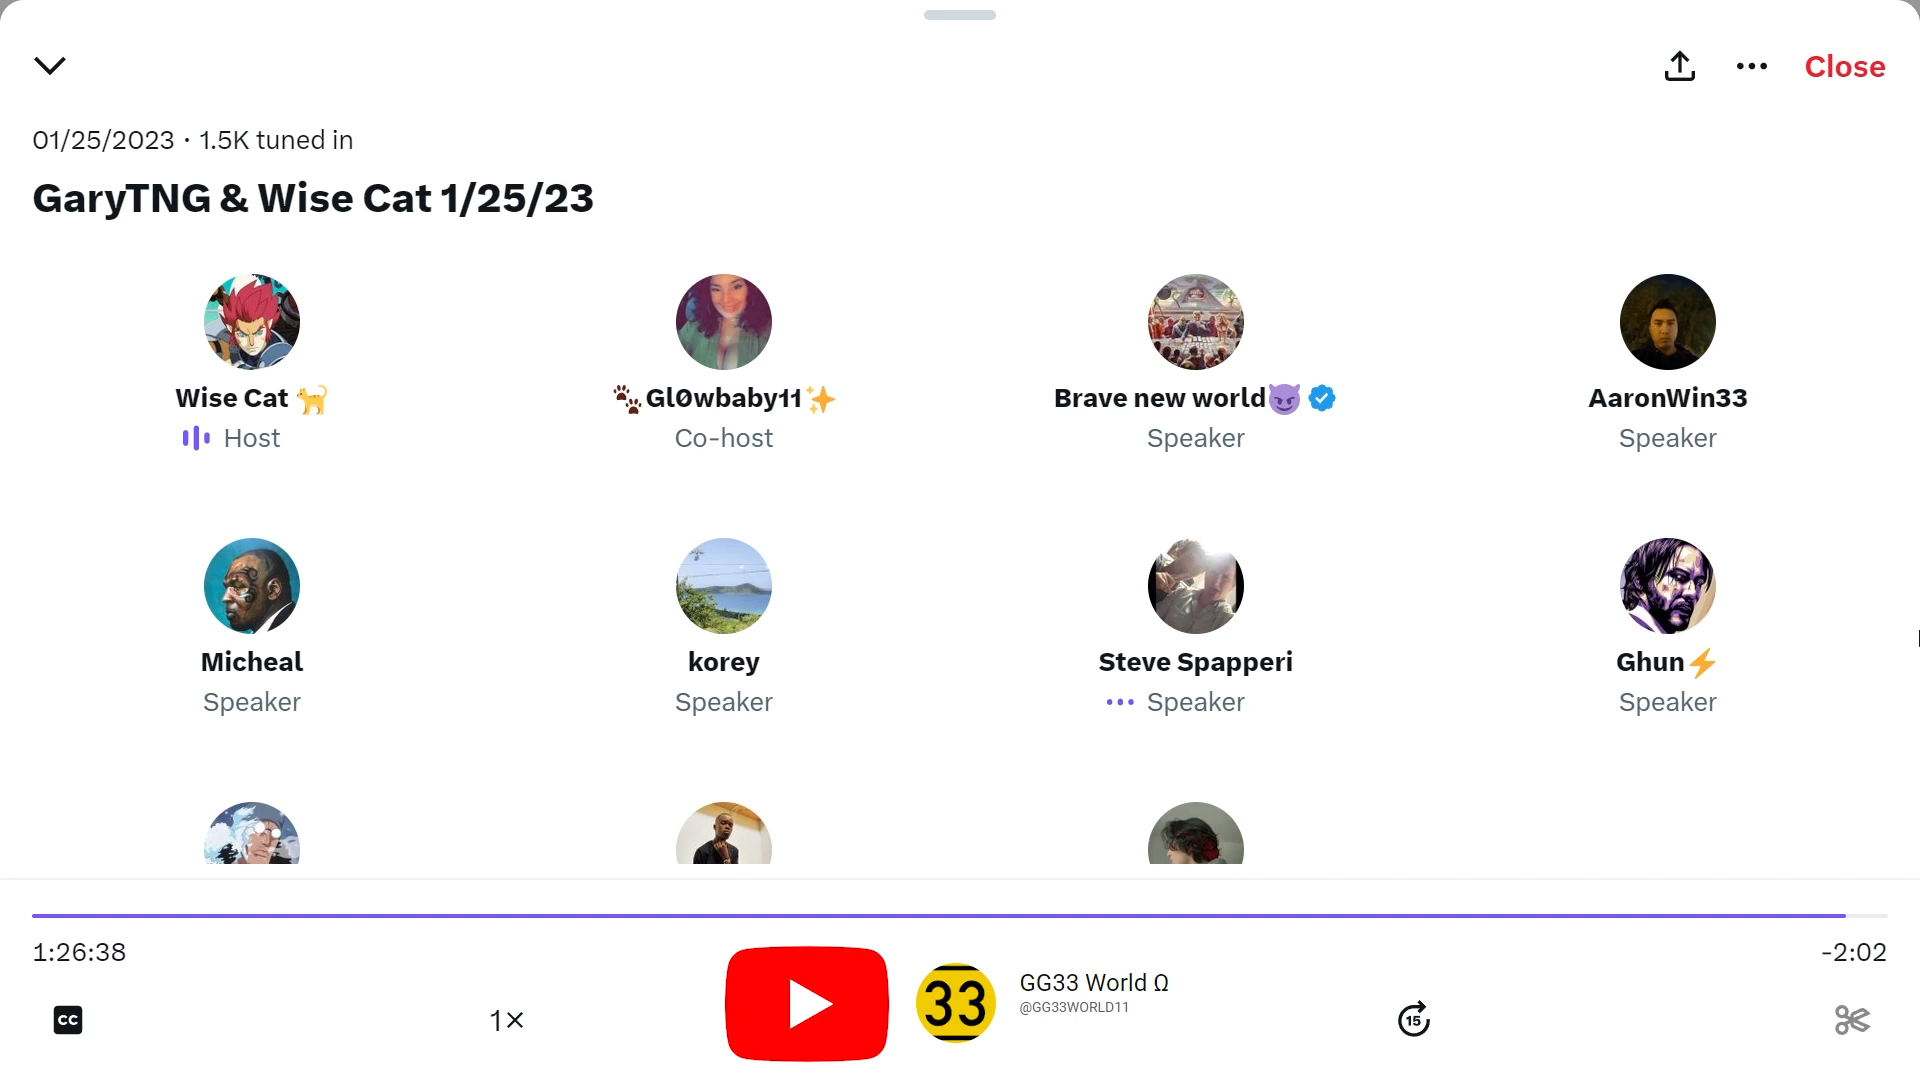 Close
01/25/2023 · 1.5K tuned in
GaryTNG & Wise Cat 1/25/23
Wise Cat 🐈
Host
🐾Gl0wbaby11✨
Co-host
Brave new world😈
Speaker
AaronWin33
Speaker
Micheal
Speaker
korey
Speaker
Steve Spapperi
Speaker
Ghun⚡
Speaker
1:26:38
-2:02
CC
1×
33
GG33 World Ω
@GG33WORLD11
15